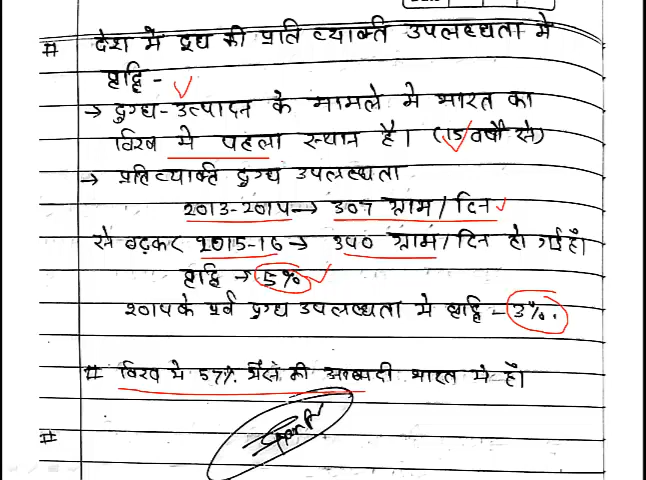 # देश में दूध की प्रति व्यक्ति उपलब्धता में
वृद्धि -
→ दुग्ध-उत्पादन के मामले में भारत का
विश्व में पहला स्थान है। (15 वर्षों से)
→ प्रति व्यक्ति दुग्ध उपलब्धता
2013-2014 → 307 ग्राम/दिन
से बढ़कर 2015-16 → 340 ग्राम/दिन हो गई है।
वृद्धि → 5%
2014 के पूर्व दुग्ध उपलब्धता में वृद्धि - 3%.
# विश्व में 57% भैंसों की आबादी भारत में है।
#